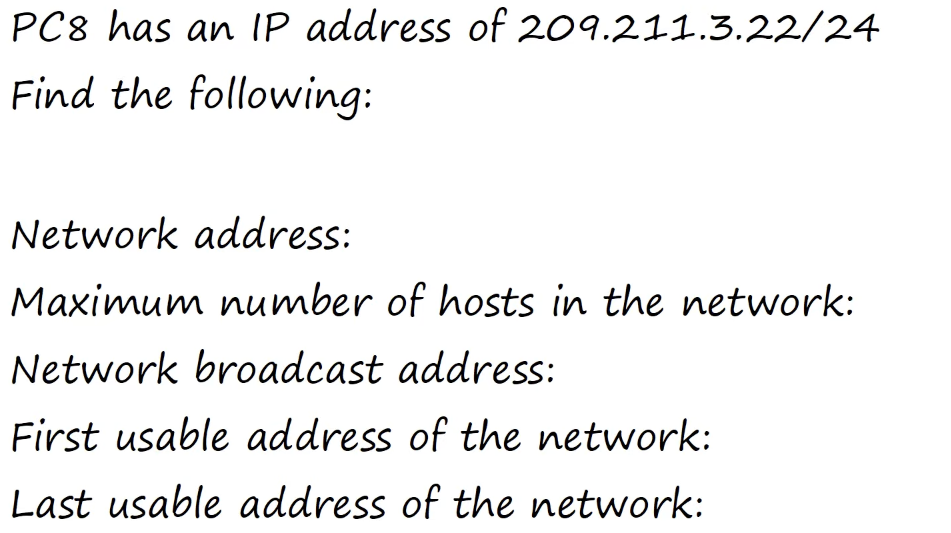 PC8 has an IP address of 209.211.3.22/24
Find the following:
Network address:
Maximum number of hosts in the network:
Network broadcast address:
First usable address of the network:
Last usable address of the network: